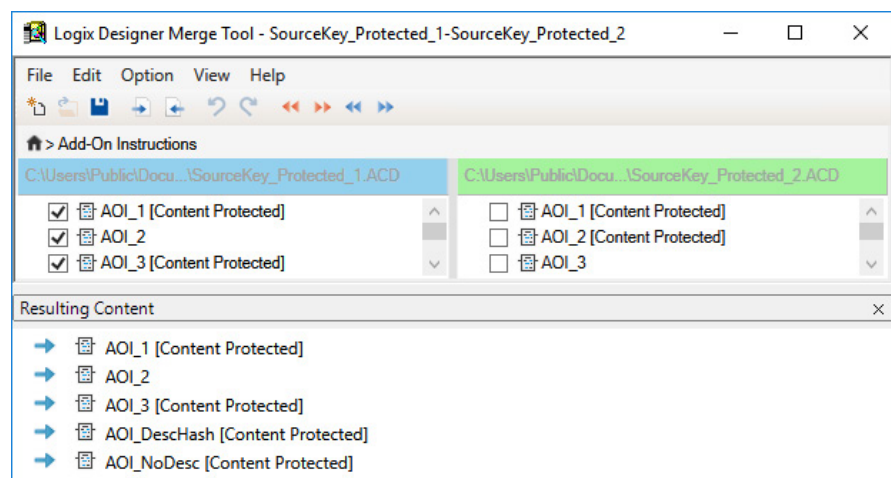 Logix Designer Merge Tool - SourceKey_Protected_1-SourceKey_Protected_2
File Edit Option View Help
> Add-On Instructions
C:\Users\Public\Docu...\SourceKey_Protected_1.ACD
C:\Users\Public\Docu...\SourceKey_Protected_2.ACD
AOI_1 [Content Protected]
AOI_2
AOI_3 [Content Protected]
AOI_1 [Content Protected]
AOI_2 [Content Protected]
AOI_3
Resulting Content
AOI_1 [Content Protected]
AOI_2
AOI_3 [Content Protected]
AOI_DescHash [Content Protected]
AOI_NoDesc [Content Protected]